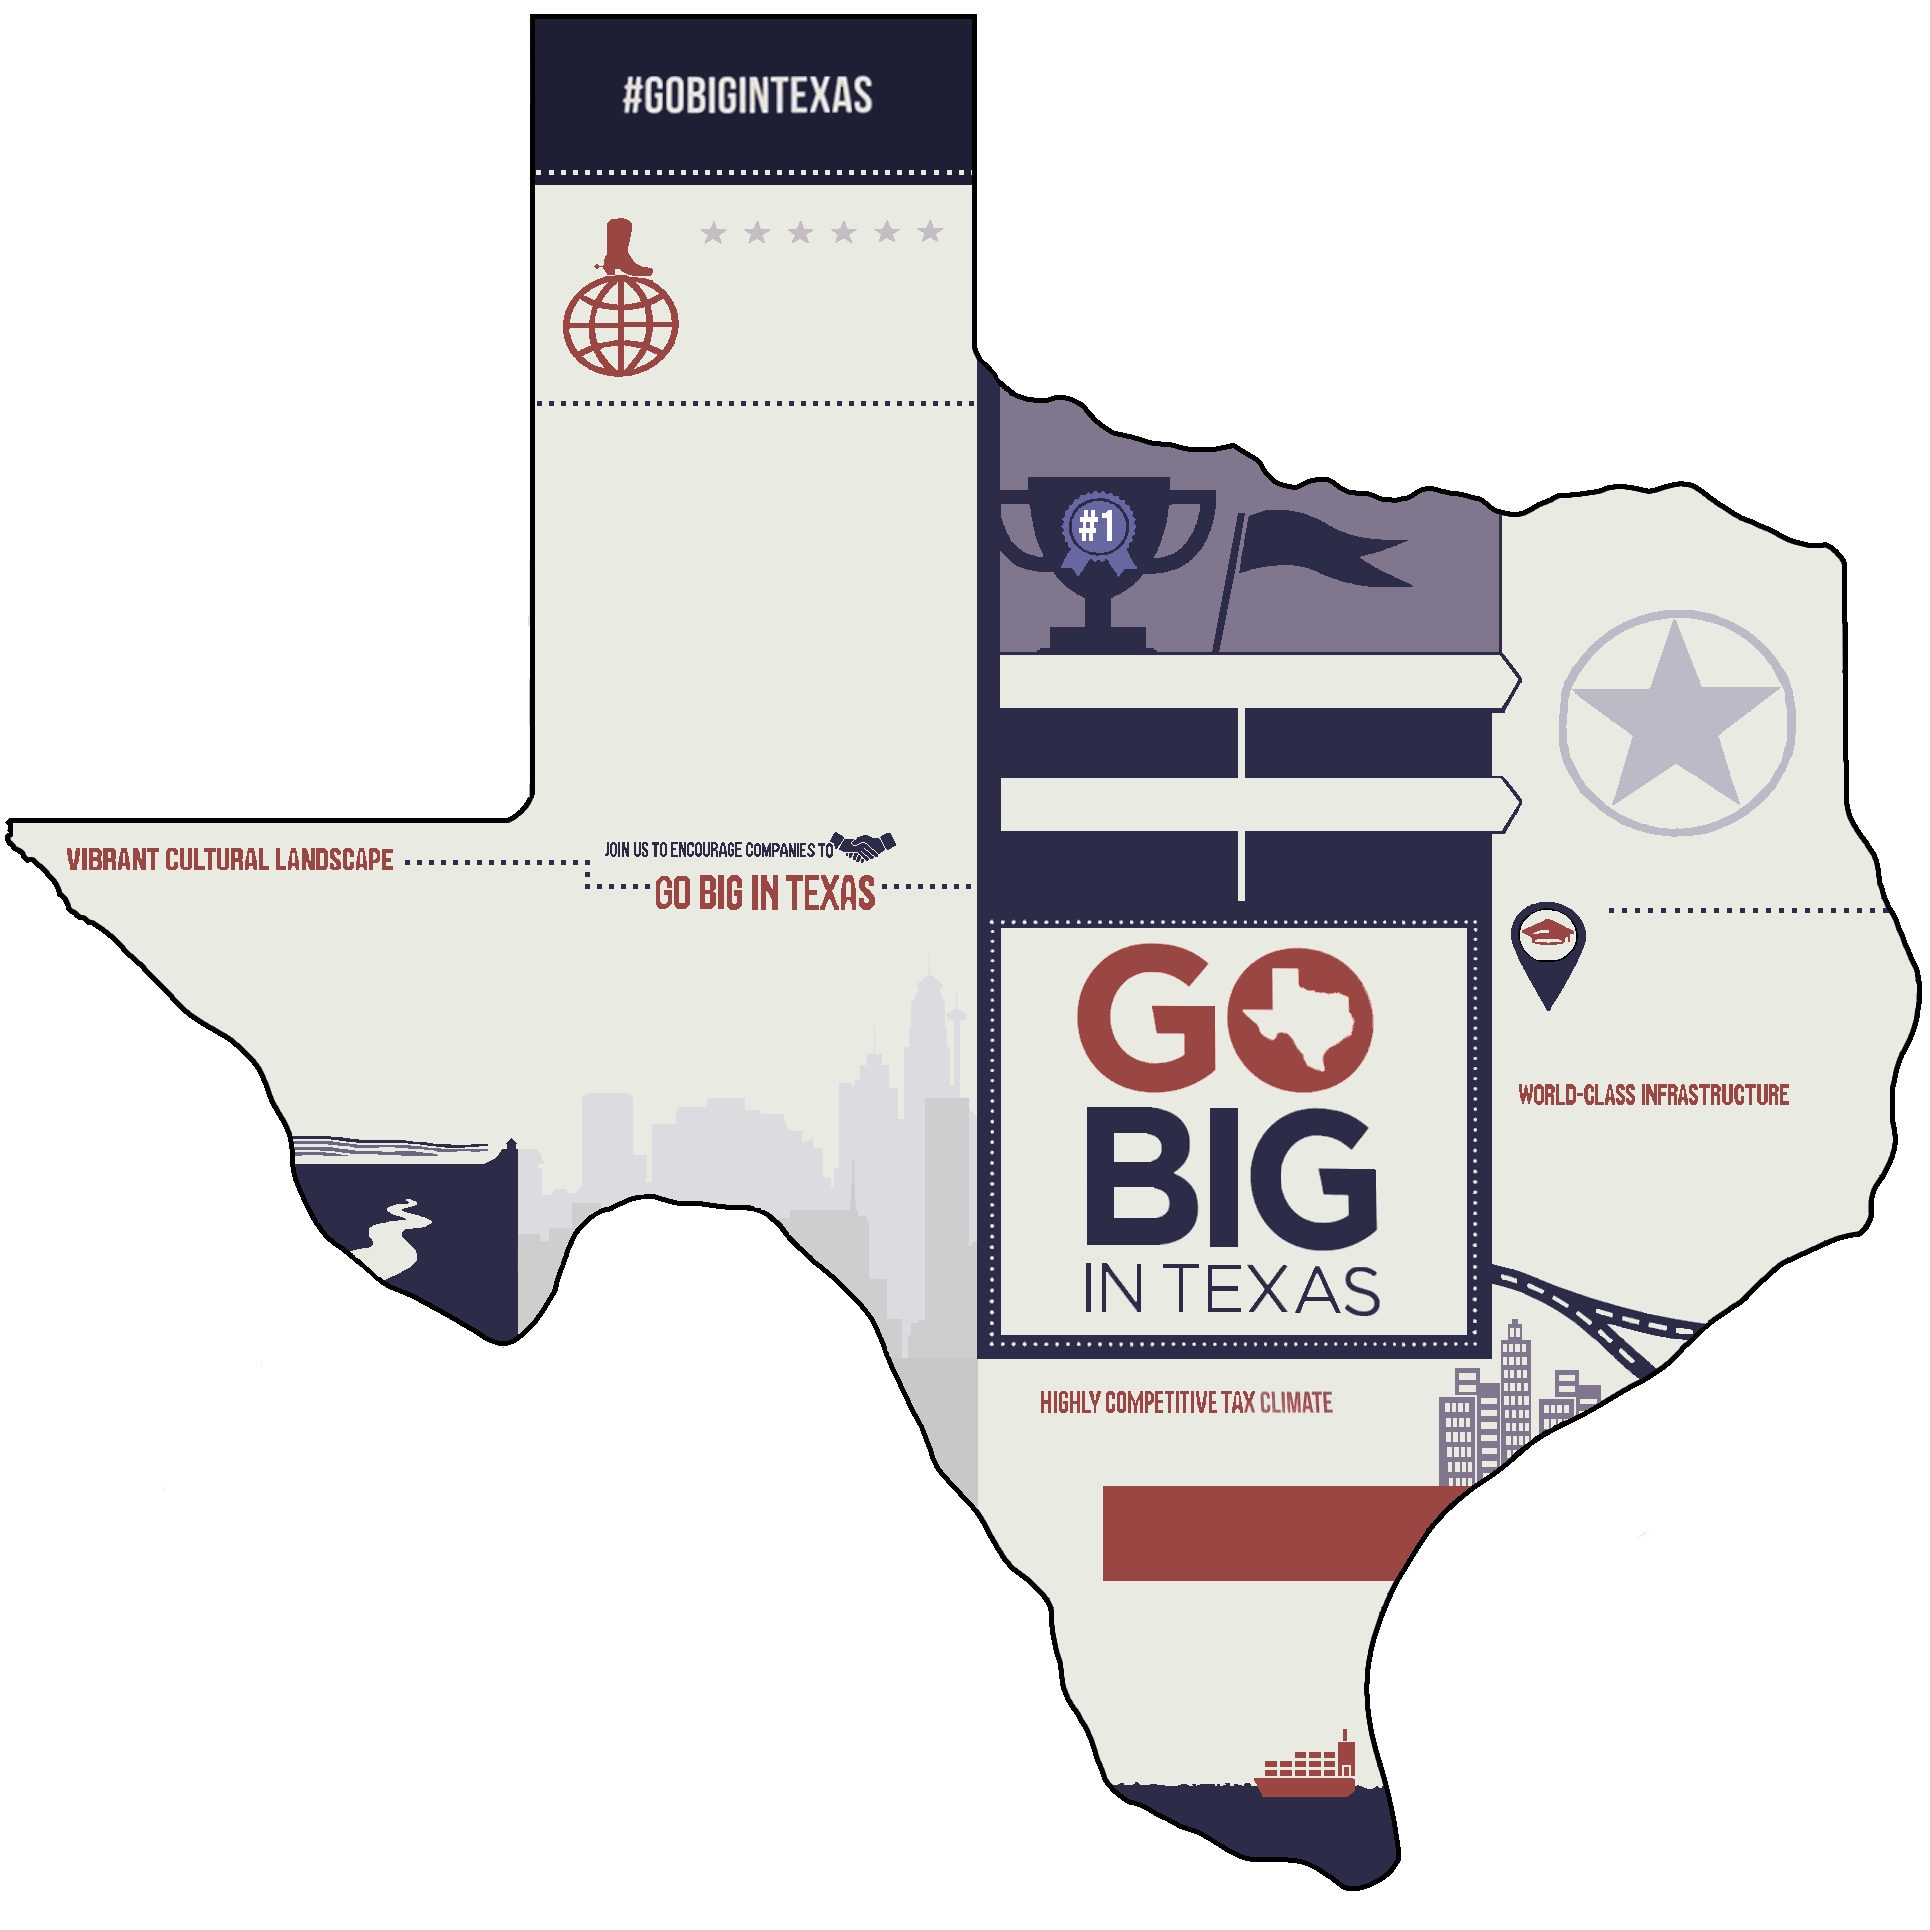 #GOBIGINTEXAS
#1
VIBRANT CULTURAL LANDSCAPE
JOIN US TO ENCOURAGE COMPANIES TO
GO BIG IN TEXAS
GO
BIG
IN TEXAS
WORLD-CLASS INFRASTRUCTURE
HIGHLY COMPETITIVE TAX CLIMATE